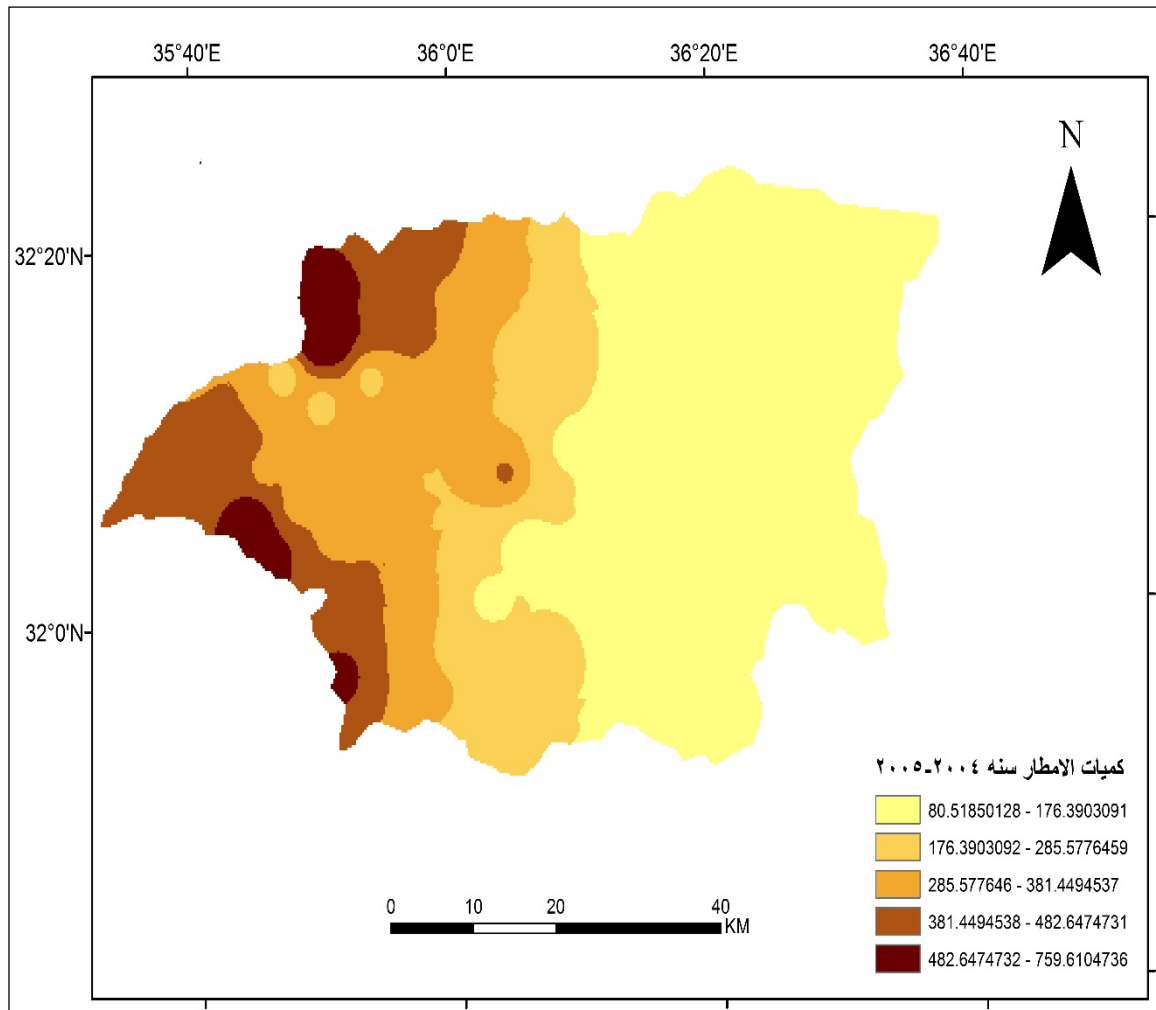 35°40'E 36°0'E 36°20'E 36°40'E
N
32°20'N
32°0'N
كميات الامطار سنه ٢٠٠٤-٢٠٠٥
80.51850128 - 176.3903091
176.3903092 - 285.5776459
285.577646 - 381.4494537
381.4494538 - 482.6474731
482.6474732 - 759.6104736
0 10 20 40
KM